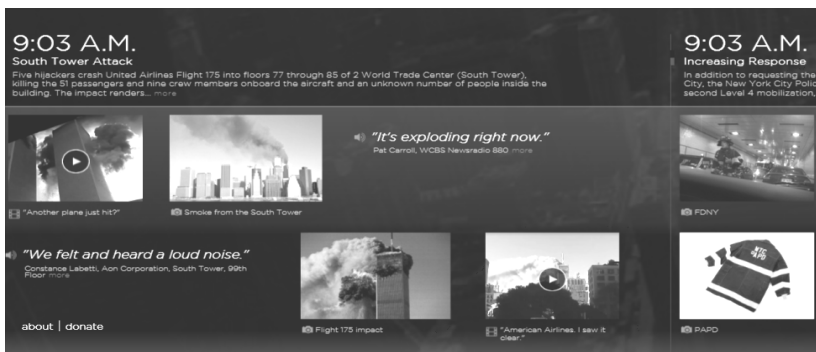 9:03 A.M.
South Tower Attack
Five hijackers crash United Airlines Flight 175 into floors 77 through 85 of 2 World Trade Center (South Tower),
killing the 51 passengers and nine crew members onboard the aircraft and an unknown number of people inside the
building. The impact renders... more
"Another plane just hit?"
Smoke from the South Tower
"It's exploding right now."
Pat Carroll, WCBS Newsradio 880 more
"We felt and heard a loud noise."
Constance Labetti, Aon Corporation, South Tower, 99th
Floor more
Flight 175 impact
"American Airlines. I saw it
clear."
about | donate
9:03 A.M.
Increasing Response
In addition to requesting the
City, the New York City Polic
second Level 4 mobilization,
FDNY
PAPD